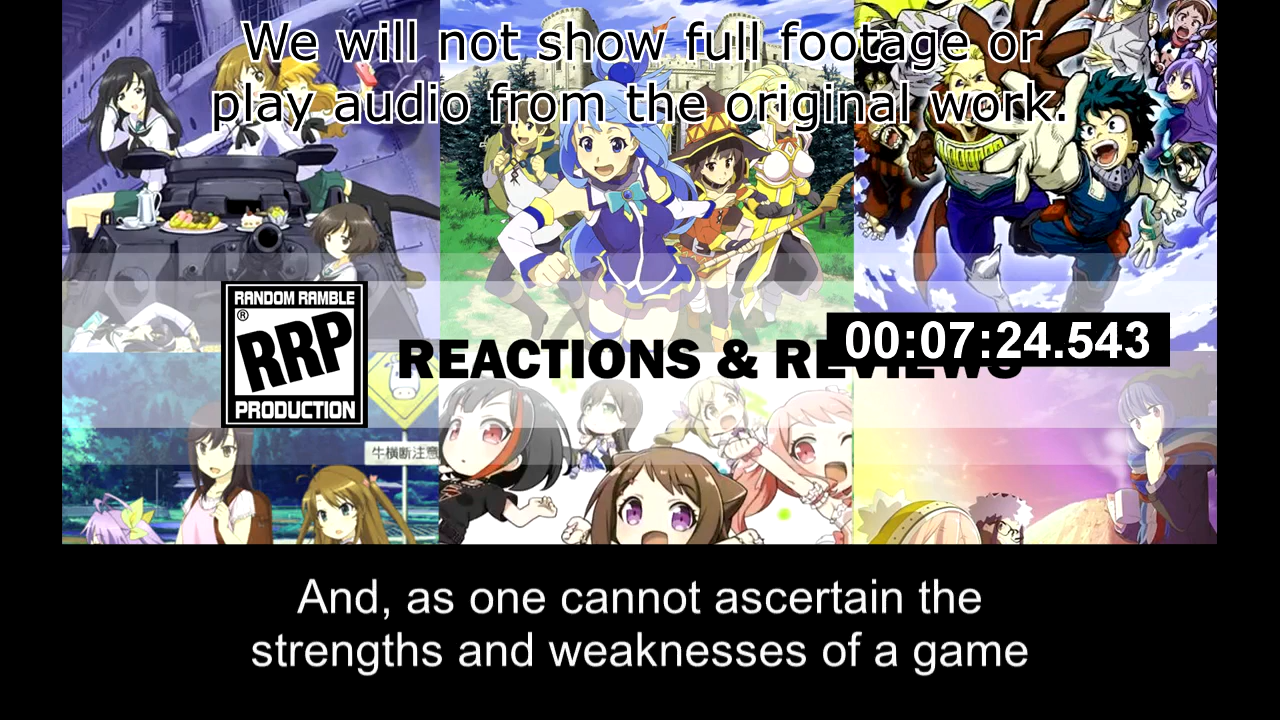 We will not show full footage or
play audio from the original work.
RANDOM RAMBLE
®
RRP
PRODUCTION
REACTIONS & REVIEWS
00:07:24.543
牛横断注意
And, as one cannot ascertain the
strengths and weaknesses of a game